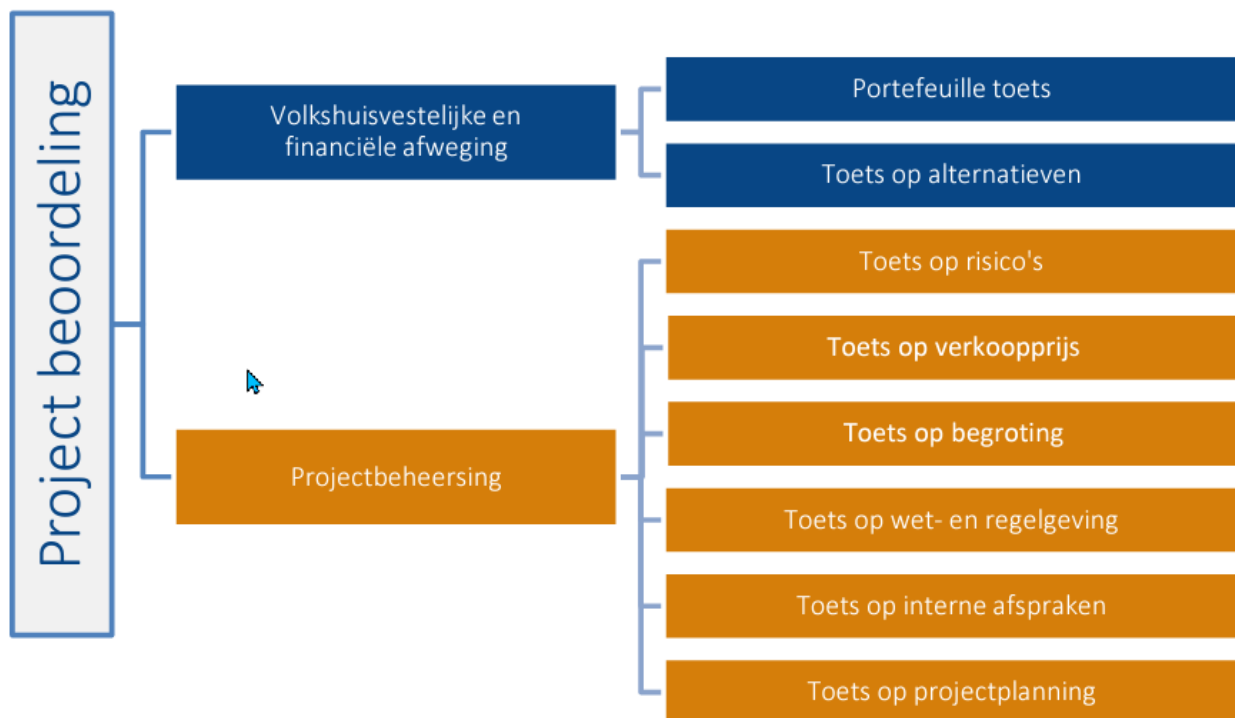 Project beoordeling
Volkshuisvestelijke en
financiële afweging
Portefeuille toets
Toets op alternatieven
Projectbeheersing
Toets op risico's
Toets op verkoopprijs
Toets op begroting
Toets op wet- en regelgeving
Toets op interne afspraken
Toets op projectplanning